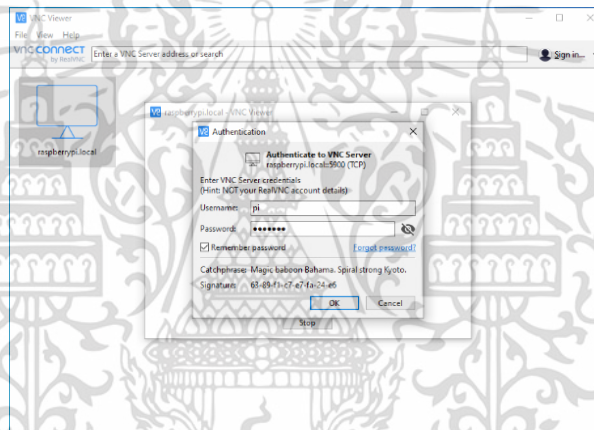 VNC Viewer
File View Help
VNC CONNECT
by RealVNC
Enter a VNC Server address or search
Sign in...
raspberrypi.local
raspberrypi.local - VNC Viewer
Authentication
Authenticate to VNC Server
raspberrypi.local:5900 (TCP)
Enter VNC Server credentials
(Hint: NOT your RealVNC account details)
Username: pi
Password: •••••••
Remember password Forgot password?
Catchphrase: Magic baboon Bahama. Spiral strong Kyoto.
Signature: 63-89-f1-c7-e7-fa-24-e6
OK Cancel
Stop